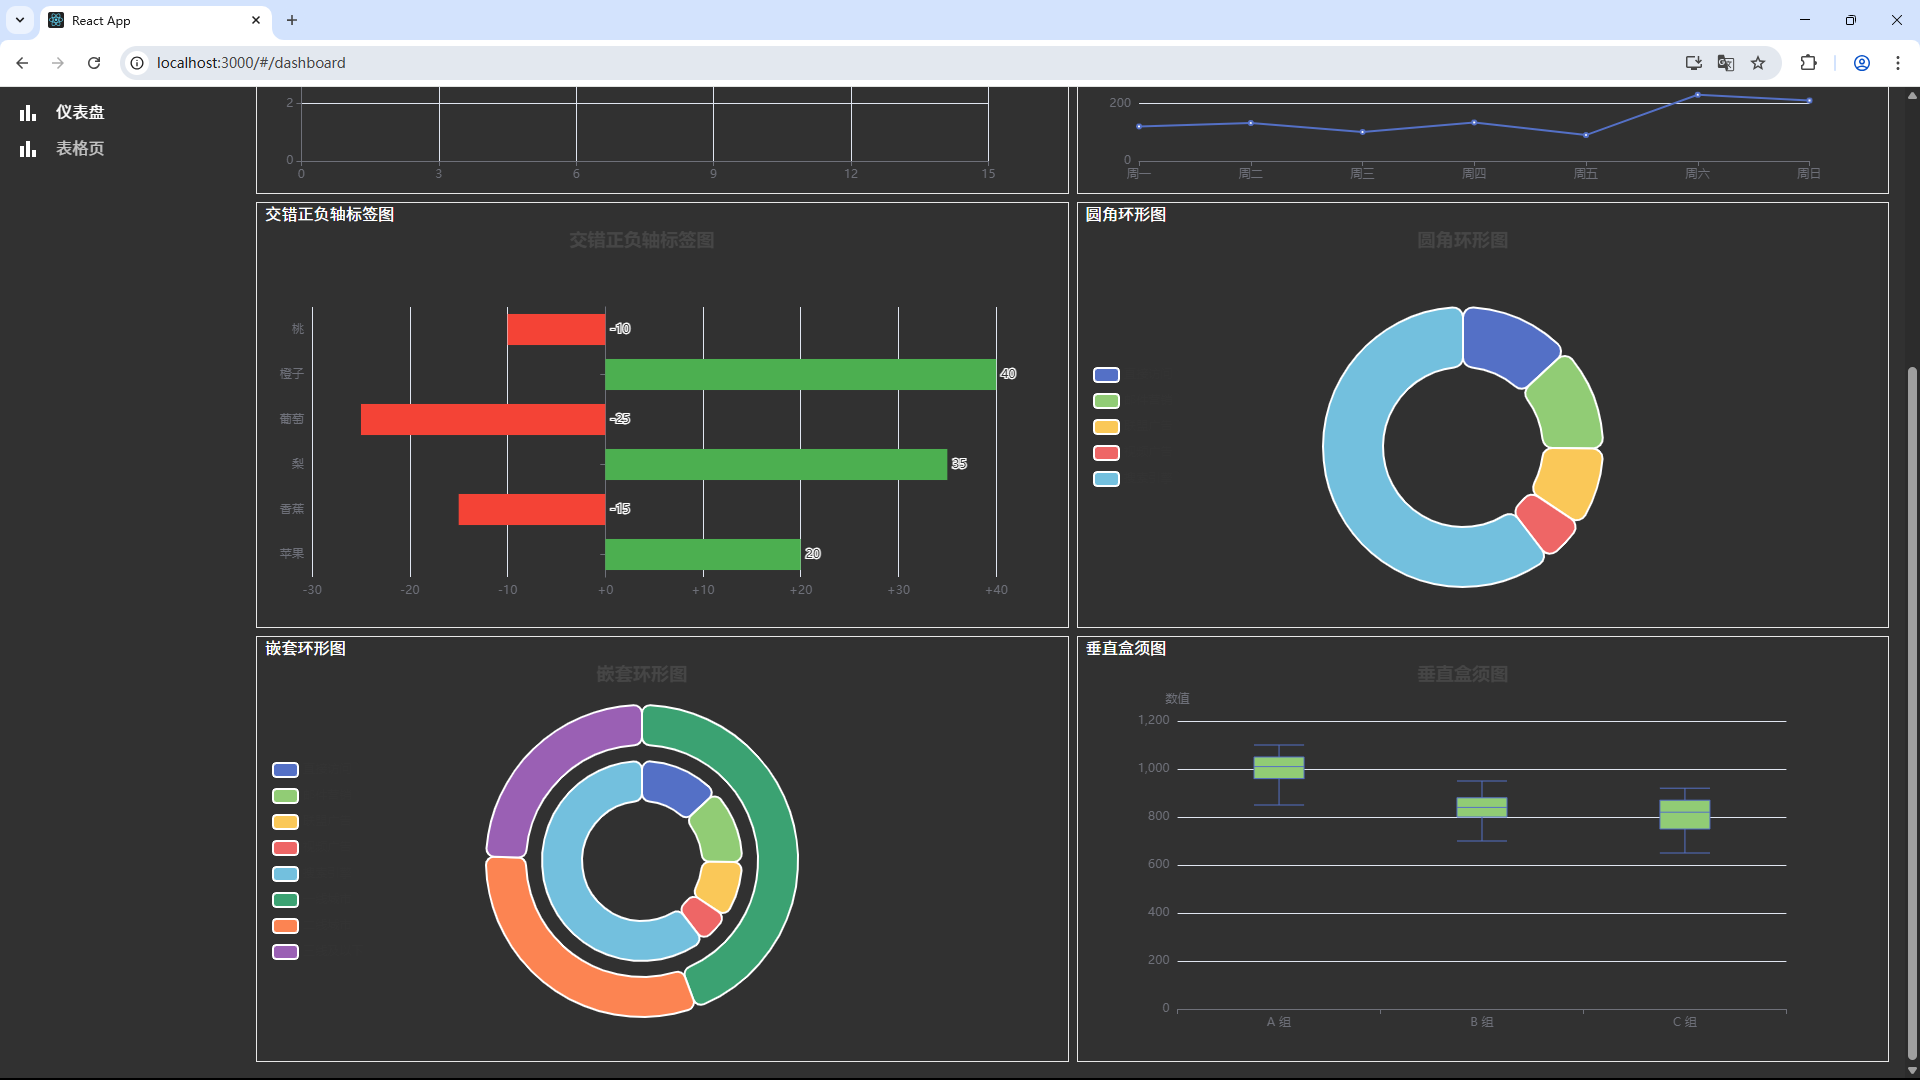 React App
localhost:3000/#/dashboard
仪表盘
表格页
2
0
0 3 6 9 12 15
200
0
周一 周二 周三 周四 周五 周六 周日
交错正负轴标签图
交错正负轴标签图
桃
-10
橙子
40
葡萄
-25
梨
35
香蕉
-15
苹果
20
-30 -20 -10 +0 +10 +20 +30 +40
圆角环形图
圆角环形图
嵌套环形图
嵌套环形图
垂直盒须图
垂直盒须图
数值
1,200
1,000
800
600
400
200
0
A 组 B 组 C 组